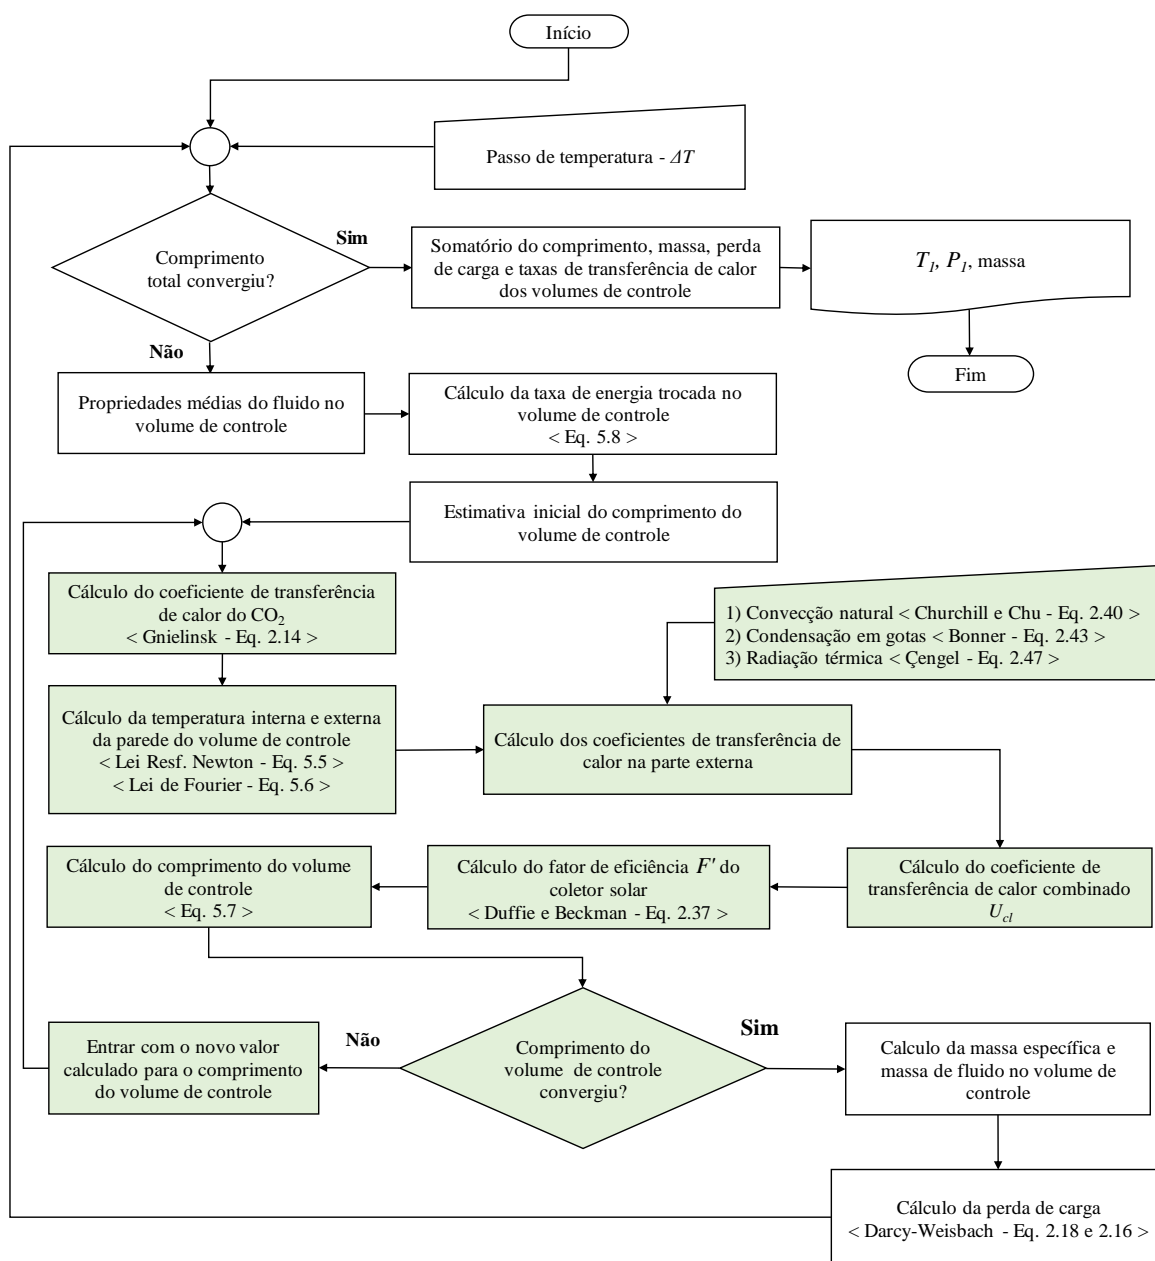 Início
Passo de temperatura - ΔT
Comprimento
total convergiu?
Sim
Somatório do comprimento, massa, perda
de carga e taxas de transferência de calor
dos volumes de controle
T1, P1, massa
Fim
Não
Propriedades médias do fluido no
volume de controle
Cálculo da taxa de energia trocada no
volume de controle
< Eq. 5.8 >
Estimativa inicial do comprimento do
volume de controle
Cálculo do coeficiente de transferência
de calor do CO2
< Gnielinsk - Eq. 2.14 >
1) Convecção natural < Churchill e Chu - Eq. 2.40 >
2) Condensação em gotas < Bonner - Eq. 2.43 >
3) Radiação térmica < Çengel - Eq. 2.47 >
Cálculo da temperatura interna e externa
da parede do volume de controle
< Lei Resf. Newton - Eq. 5.5 >
< Lei de Fourier - Eq. 5.6 >
Cálculo dos coeficientes de transferência de
calor na parte externa
Cálculo do coeficiente de
transferência de calor combinado
Ucl
Cálculo do fator de eficiência F' do
coletor solar
< Duffie e Beckman - Eq. 2.37 >
Cálculo do comprimento do volume
de controle
< Eq. 5.7 >
Comprimento do
volume de controle
convergiu?
Não
Entrar com o novo valor
calculado para o comprimento
do volume de controle
Sim
Calculo da massa específica e
massa de fluido no volume de
controle
Cálculo da perda de carga
< Darcy-Weisbach - Eq. 2.18 e 2.16 >